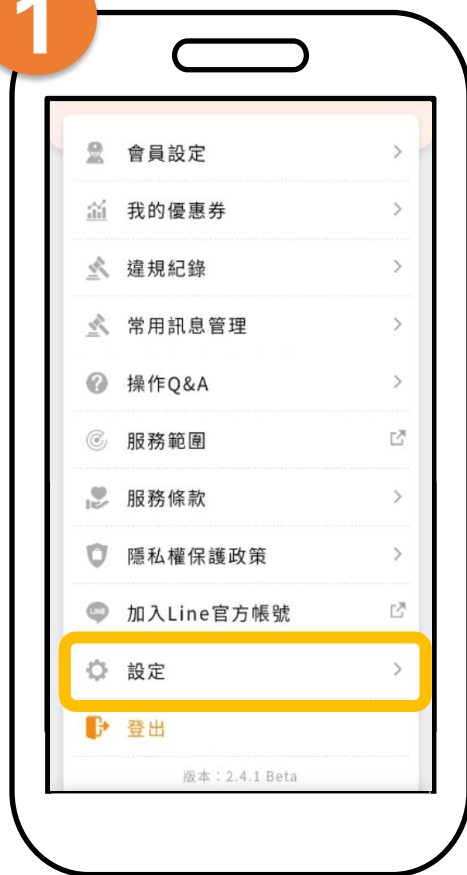 1
會員設定
我的優惠券
違規紀錄
常用訊息管理
操作Q&A
服務範圍
服務條款
隱私權保護政策
LINE
加入Line官方帳號
設定
登出
版本：2.4.1 Beta